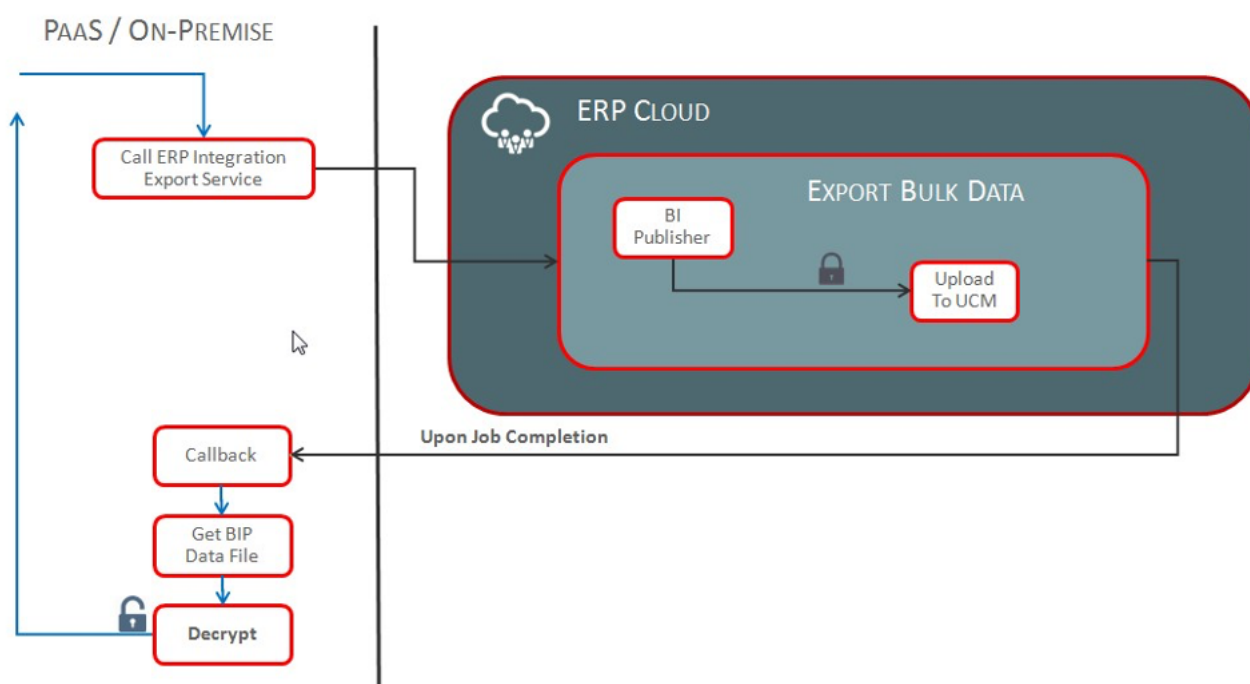 PAAS / ON-PREMISE
ERP CLOUD
Call ERP Integration
Export Service
EXPORT BULK DATA
BI
Publisher
Upload
To UCM
Upon Job Completion
Callback
Get BIP
Data File
Decrypt